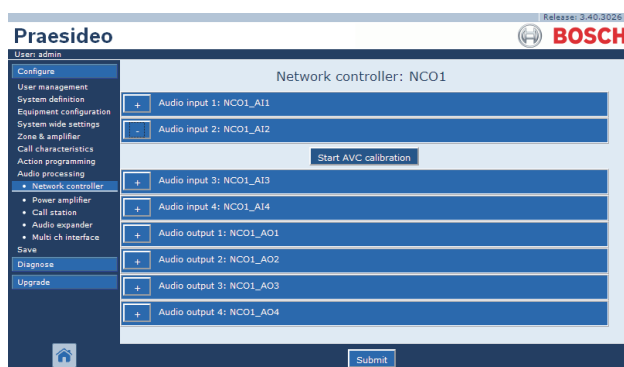 Release: 3.40.3026
Praesideo
BOSCH
User: admin
Configure
User management
System definition
Equipment configuration
System wide settings
Zone & amplifier
Call characteristics
Action programming
Audio processing
• Network controller
• Power amplifier
• Call station
• Audio expander
• Multi ch interface
Save
Diagnose
Upgrade
Network controller: NCO1
+ Audio input 1: NCO1_AI1
- Audio input 2: NCO1_AI2
Start AVC calibration
+ Audio input 3: NCO1_AI3
+ Audio input 4: NCO1_AI4
+ Audio output 1: NCO1_AO1
+ Audio output 2: NCO1_AO2
+ Audio output 3: NCO1_AO3
+ Audio output 4: NCO1_AO4
Submit